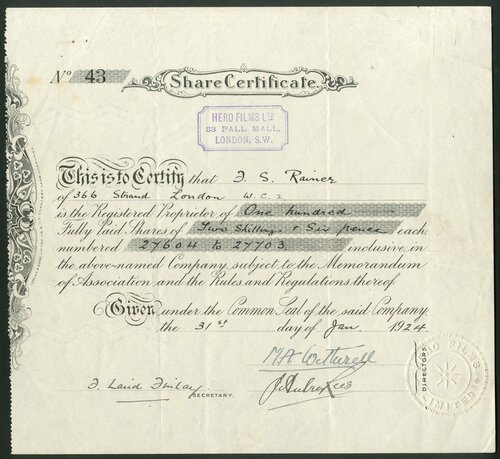 No 43
Share Certificate.
HERO FILMS LTD
83 PALL MALL.
LONDON, S.W.
This is to Certify that F. S. Rainer
of 366 Strand London W.C.2
is the Registered Proprietor of One hundred
Fully Paid Shares of Two Shillings & Six pence each
numbered 27604 to 27703 inclusive in
the above-named Company, subject to the Memorandum
of Association and the Rules and Regulations thereof
Given under the Common Seal of the said Company
the 31st day of Jan. 1924
M.A. Wetherell
DIRECTORS.
SECRETARY.
FILMS
LIMITED